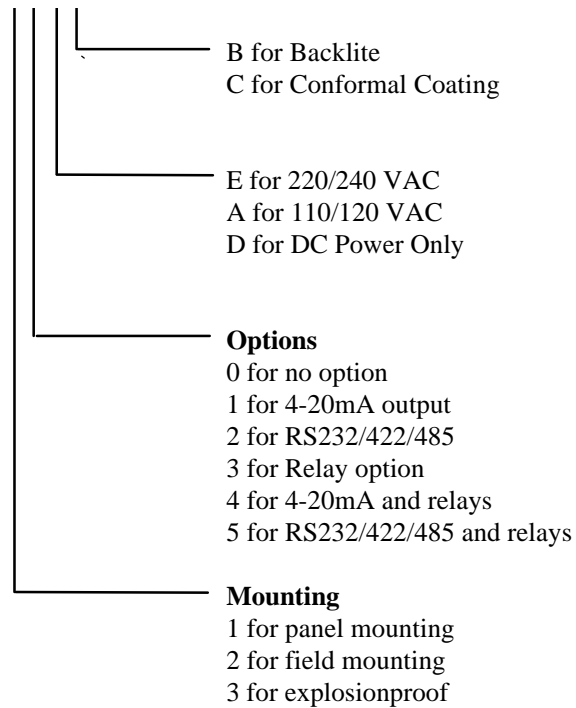 B for Backlite
C for Conformal Coating
E for 220/240 VAC
A for 110/120 VAC
D for DC Power Only
Options
0 for no option
1 for 4-20mA output
2 for RS232/422/485
3 for Relay option
4 for 4-20mA and relays
5 for RS232/422/485 and relays
Mounting
1 for panel mounting
2 for field mounting
3 for explosionproof